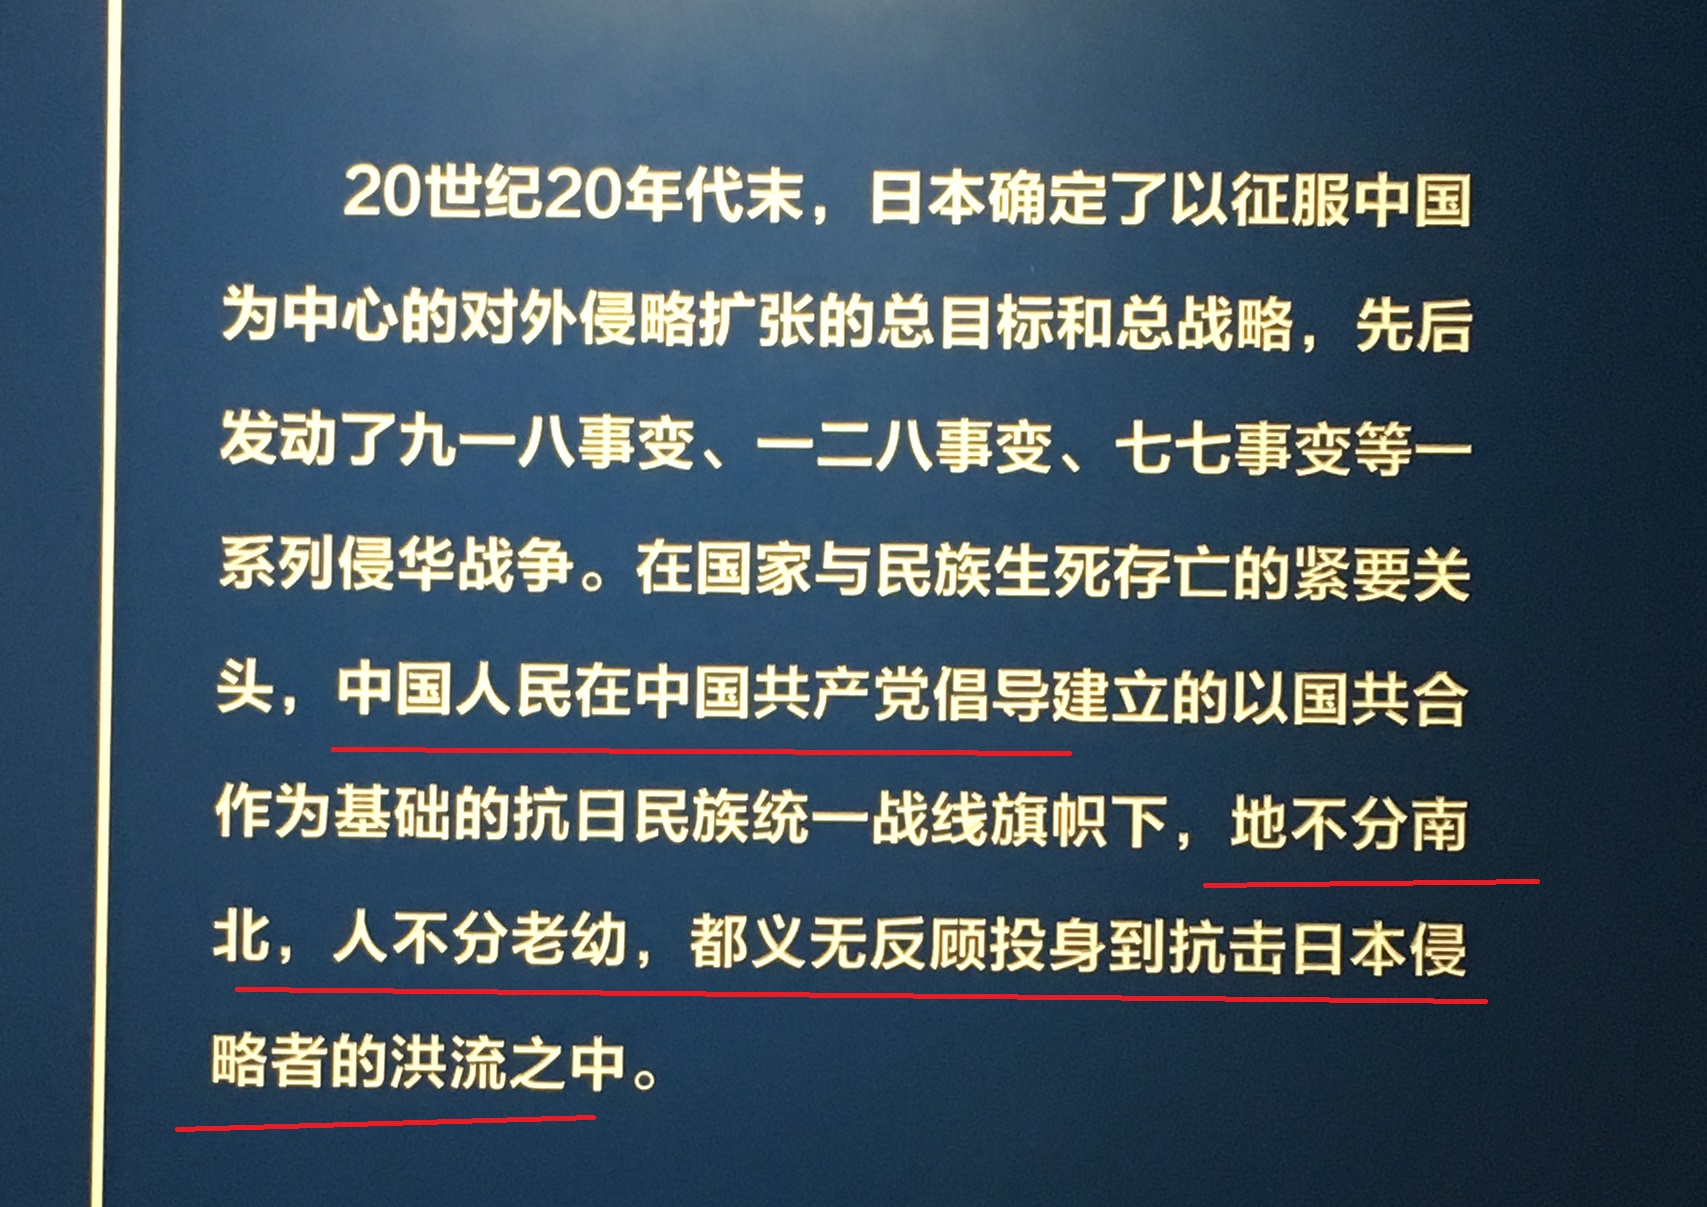 20世纪20年代末，日本确定了以征服中国
为中心的对外侵略扩张的总目标和总战略，先后
发动了九一八事变、一二八事变、七七事变等一
系列侵华战争。在国家与民族生死存亡的紧要关
头，中国人民在中国共产党倡导建立的以国共合
作为基础的抗日民族统一战线旗帜下，地不分南
北，人不分老幼，都义无反顾投身到抗击日本侵
略者的洪流之中。